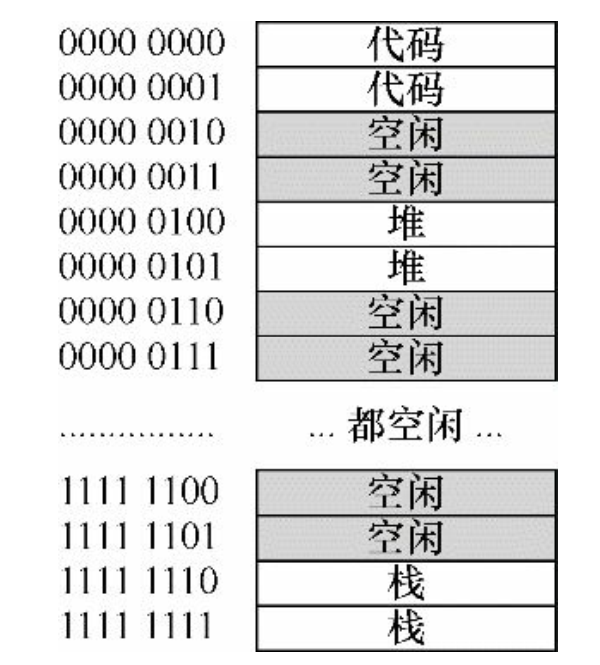 0000 0000 代码
0000 0001 代码
0000 0010 空闲
0000 0011 空闲
0000 0100 堆
0000 0101 堆
0000 0110 空闲
0000 0111 空闲
................ ... 都空闲 ...
1111 1100 空闲
1111 1101 空闲
1111 1110 栈
1111 1111 栈